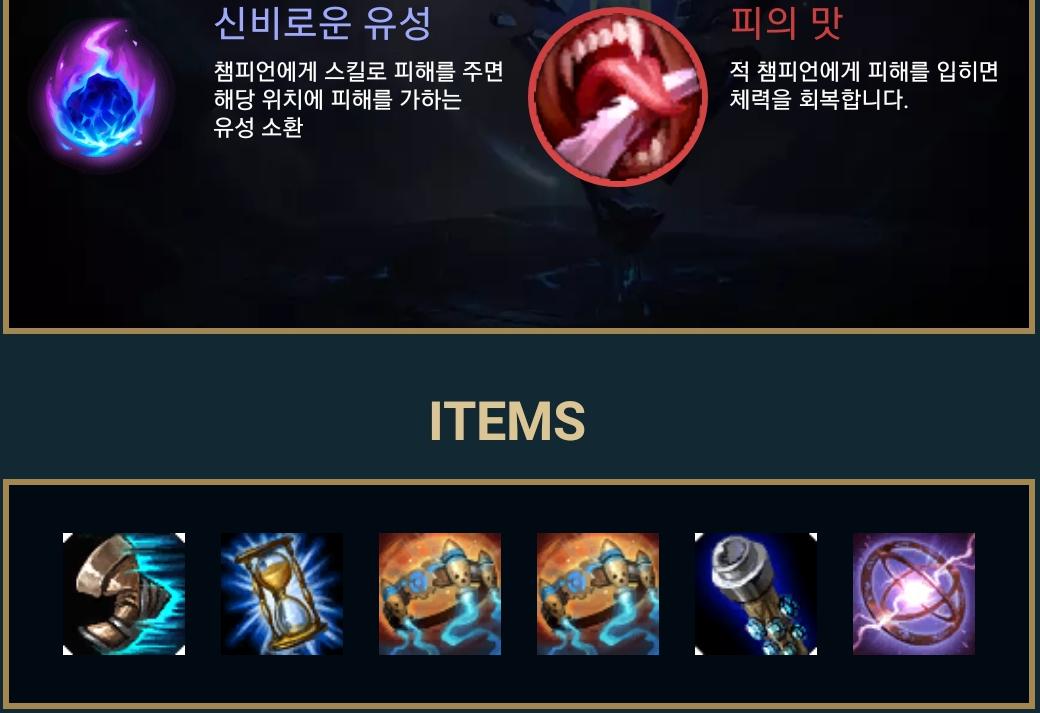 신비로운 유성
챔피언에게 스킬로 피해를 주면
해당 위치에 피해를 가하는
유성 소환
피의 맛
적 챔피언에게 피해를 입히면
체력을 회복합니다.
ITEMS